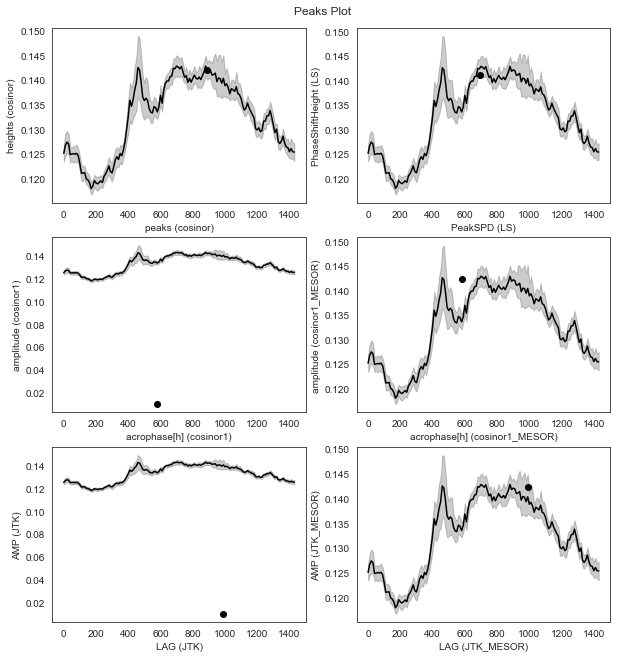 Peaks Plot
0.150
0.145
0.140
0.135
0.130
0.125
0.120
heights (cosinor)
0 200 400 600 800 1000 1200 1400
peaks (cosinor)
0.150
0.145
0.140
0.135
0.130
0.125
0.120
PhaseShiftHeight (LS)
0 200 400 600 800 1000 1200 1400
PeakSPD (LS)
0.14
0.12
0.10
0.08
0.06
0.04
0.02
amplitude (cosinor1)
0 200 400 600 800 1000 1200 1400
acrophase[h] (cosinor1)
0.150
0.145
0.140
0.135
0.130
0.125
0.120
amplitude (cosinor1_MESOR)
0 200 400 600 800 1000 1200 1400
acrophase[h] (cosinor1_MESOR)
0.14
0.12
0.10
0.08
0.06
0.04
0.02
AMP (JTK)
0 200 400 600 800 1000 1200 1400
LAG (JTK)
0.150
0.145
0.140
0.135
0.130
0.125
0.120
AMP (JTK_MESOR)
0 200 400 600 800 1000 1200 1400
LAG (JTK_MESOR)